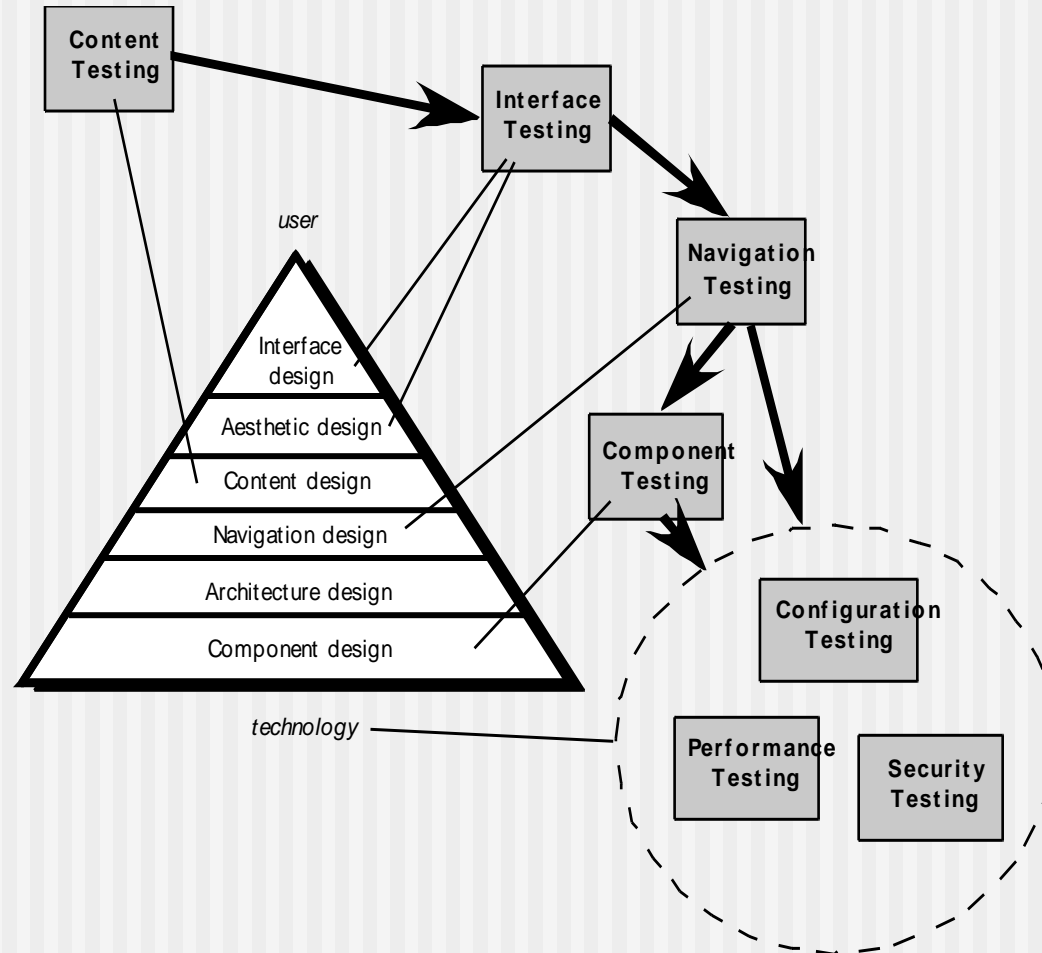 Content
Testing
Interface
Testing
user
Navigation
Testing
Interface
design
Aesthetic design
Component
Testing
Content design
Navigation design
Architecture design
Configuration
Testing
Component design
technology
Performance
Testing
Security
Testing